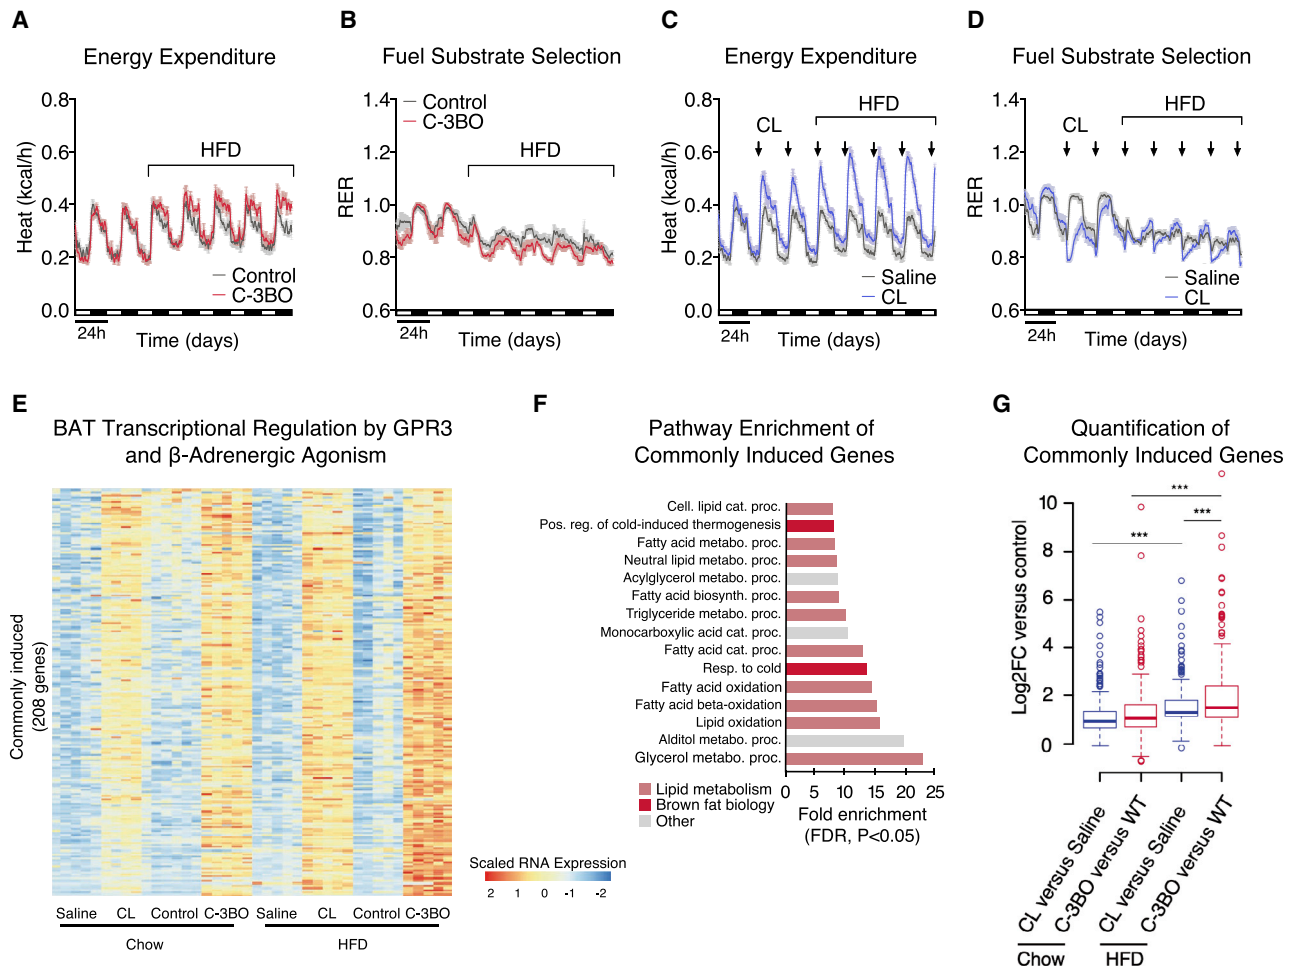 A
Energy Expenditure
0.8
0.6
0.4
0.2
0.0
Heat (kcal/h)
HFD
Control
C-3BO
24h
Time (days)
B
Fuel Substrate Selection
1.4
1.2
1.0
0.8
0.6
RER
Control
C-3BO
HFD
24h
Time (days)
C
Energy Expenditure
0.8
0.6
0.4
0.2
0.0
Heat (kcal/h)
HFD
CL
Saline
CL
24h
Time (days)
D
Fuel Substrate Selection
1.4
1.2
1.0
0.8
0.6
RER
HFD
CL
Saline
CL
24h
Time (days)
E
BAT Transcriptional Regulation by GPR3
and β-Adrenergic Agonism
Commonly induced
(208 genes)
Saline CL Control C-3BO Saline CL Control C-3BO
Chow HFD
Scaled RNA Expression
2 1 0 -1 -2
F
Pathway Enrichment of
Commonly Induced Genes
Cell. lipid cat. proc.
Pos. reg. of cold-induced thermogenesis
Fatty acid metabo. proc.
Neutral lipid metabo. proc.
Acylglycerol metabo. proc.
Fatty acid biosynth. proc.
Triglyceride metabo. proc.
Monocarboxylic acid cat. proc.
Fatty acid cat. proc.
Resp. to cold
Fatty acid oxidation
Fatty acid beta-oxidation
Lipid oxidation
Alditol metabo. proc.
Glycerol metabo. proc.
0 5 10 15 20 25
Lipid metabolism
Brown fat biology
Other
Fold enrichment
(FDR, P<0.05)
G
Quantification of
Commonly Induced Genes
10
8
6
4
2
0
Log2FC versus control
***
***
***
CL versus Saline
C-3BO versus WT
CL versus Saline
C-3BO versus WT
Chow
HFD